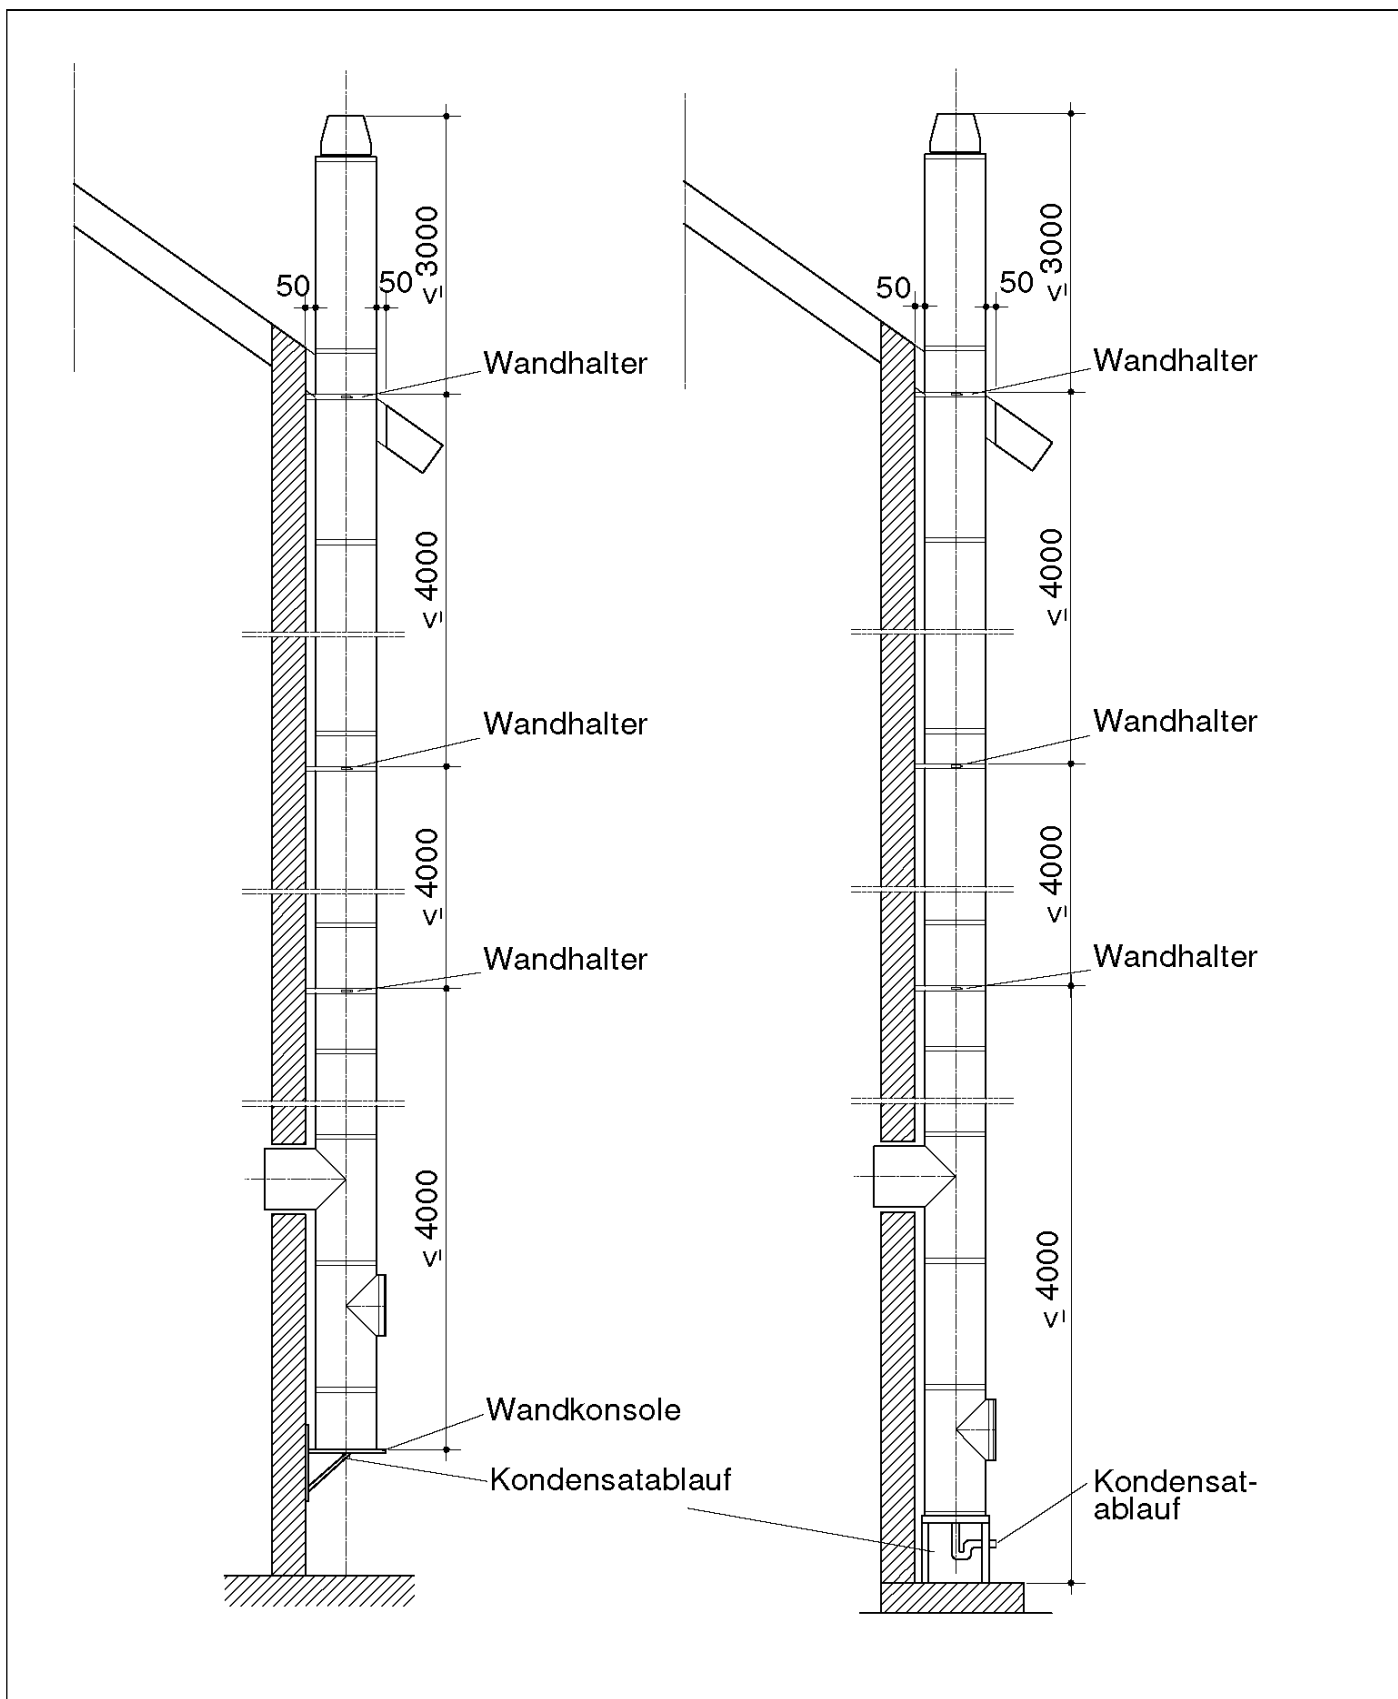 ≤ 3000
50
50
Wandhalter
≤ 4000
Wandhalter
≤ 4000
Wandhalter
≤ 4000
Wandkonsole
Kondensatablauf
≤ 3000
50
50
Wandhalter
≤ 4000
Wandhalter
≤ 4000
Wandhalter
≤ 4000
Kondensat-
ablauf